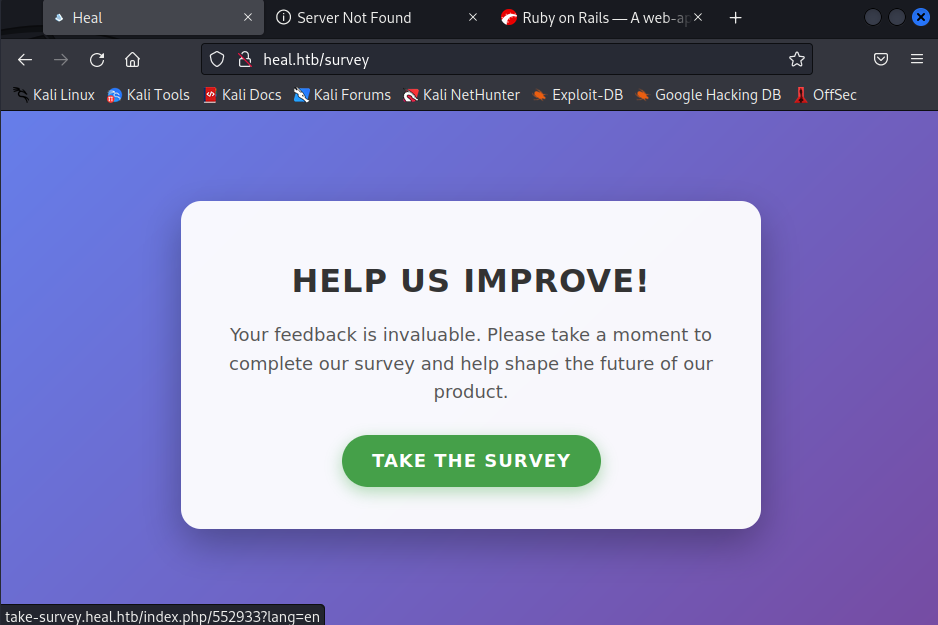 Heal
Server Not Found
Ruby on Rails — A web-ap
heal.htb/survey
Kali Linux
Kali Tools
Kali Docs
Kali Forums
Kali NetHunter
Exploit-DB
Google Hacking DB
OffSec
HELP US IMPROVE!
Your feedback is invaluable. Please take a moment to
complete our survey and help shape the future of our
product.
TAKE THE SURVEY
take-survey.heal.htb/index.php/552933?lang=en